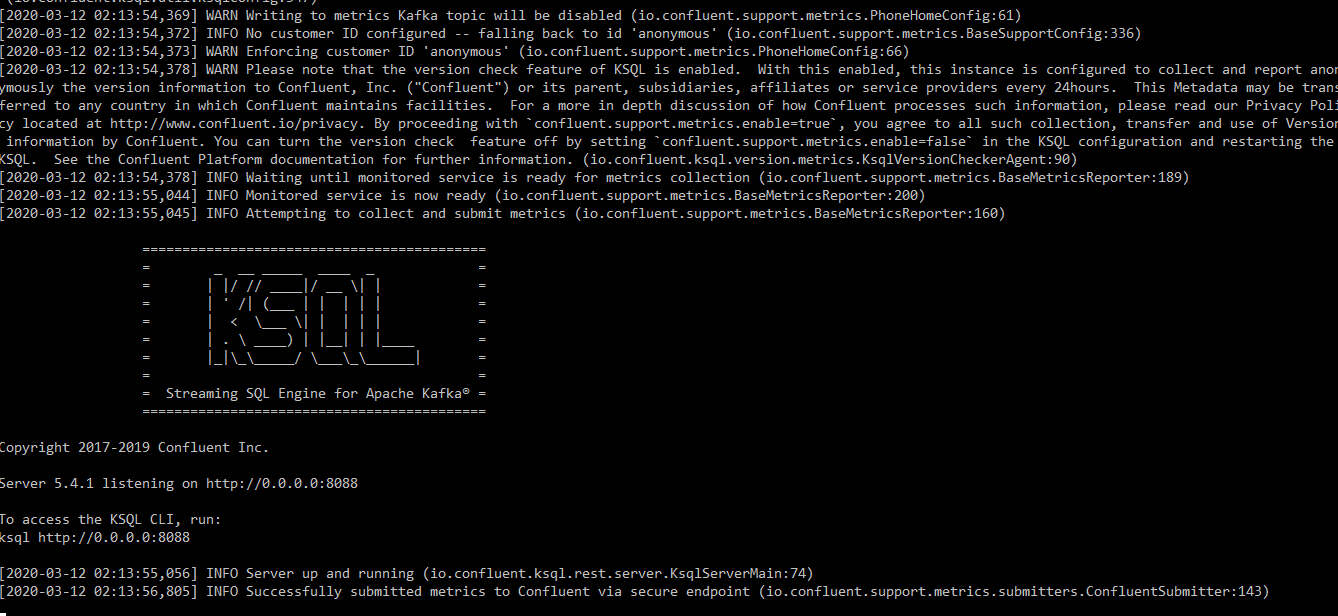 [2020-03-12 02:13:54,369] WARN Writing to metrics Kafka topic will be disabled (io.confluent.support.metrics.PhoneHomeConfig:61)
[2020-03-12 02:13:54,372] INFO No customer ID configured -- falling back to id 'anonymous' (io.confluent.support.metrics.BaseSupportConfig:336)
[2020-03-12 02:13:54,373] WARN Enforcing customer ID 'anonymous' (io.confluent.support.metrics.PhoneHomeConfig:66)
[2020-03-12 02:13:54,378] WARN Please note that the version check feature of KSQL is enabled.  With this enabled, this instance is configured to collect and report anon
ymously the version information to Confluent, Inc. ("Confluent") or its parent, subsidiaries, affiliates or service providers every 24hours.  This Metadata may be trans
ferred to any country in which Confluent maintains facilities.  For a more in depth discussion of how Confluent processes such information, please read our Privacy Poli
cy located at http://www.confluent.io/privacy. By proceeding with `confluent.support.metrics.enable=true`, you agree to all such collection, transfer and use of Version
 information by Confluent. You can turn the version check  feature off by setting `confluent.support.metrics.enable=false` in the KSQL configuration and restarting the
KSQL.  See the Confluent Platform documentation for further information. (io.confluent.ksql.version.metrics.KsqlVersionCheckerAgent:90)
[2020-03-12 02:13:54,378] INFO Waiting until monitored service is ready for metrics collection (io.confluent.support.metrics.BaseMetricsReporter:189)
[2020-03-12 02:13:55,044] INFO Monitored service is now ready (io.confluent.support.metrics.BaseMetricsReporter:200)
[2020-03-12 02:13:55,045] INFO Attempting to collect and submit metrics (io.confluent.support.metrics.BaseMetricsReporter:160)
===========================================
KSQL
=  Streaming SQL Engine for Apache Kafka® =
===========================================
Copyright 2017-2019 Confluent Inc.
Server 5.4.1 listening on http://0.0.0.0:8088
To access the KSQL CLI, run:
ksql http://0.0.0.0:8088
[2020-03-12 02:13:55,056] INFO Server up and running (io.confluent.ksql.rest.server.KsqlServerMain:74)
[2020-03-12 02:13:56,805] INFO Successfully submitted metrics to Confluent via secure endpoint (io.confluent.support.metrics.submitters.ConfluentSubmitter:143)